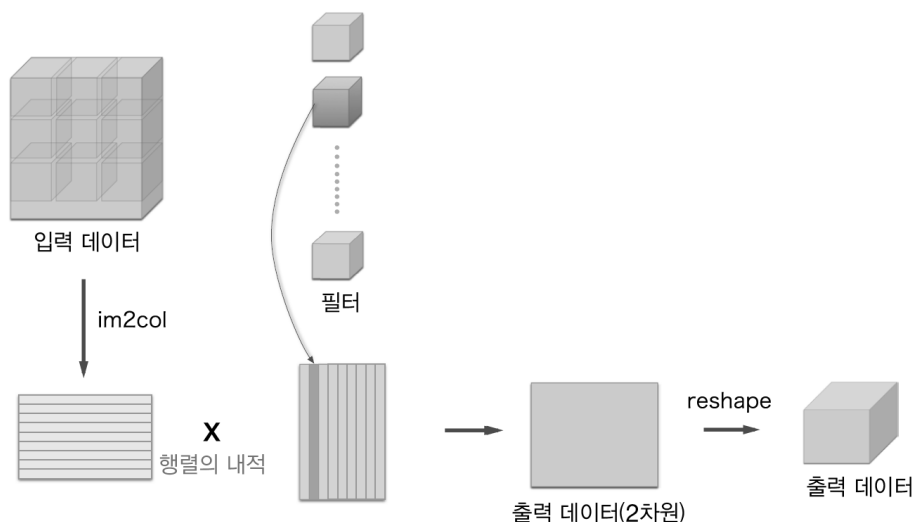 입력 데이터
필터
im2col
X
행렬의 내적
reshape
출력 데이터(2차원)
출력 데이터